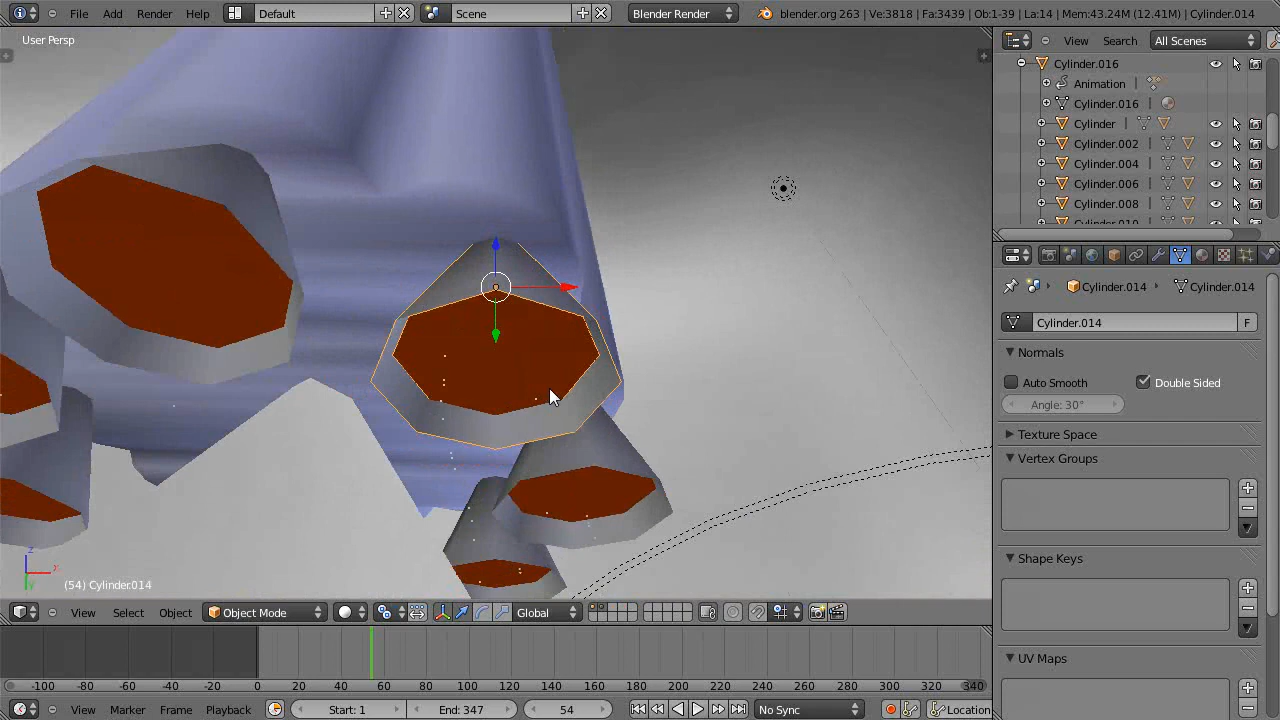 File Add Render Help Default Scene Blender Render blender.org 263 | Ve:3818 | Fa:3439 | Ob:1-39 | La:14 | Mem:43.24M (12.41M) | Cylinder.014
User Persp
View Search All Scenes
Cylinder.016
Animation
Cylinder.016
Cylinder
Cylinder.002
Cylinder.004
Cylinder.006
Cylinder.008
Cylinder.010
Cylinder.014 Cylinder.014
Cylinder.014 F
Normals
Auto Smooth Double Sided
Angle: 30°
Texture Space
Vertex Groups
Shape Keys
UV Maps
z
x
y
(54) Cylinder.014
View Select Object Object Mode Global
-100 -80 -60 -40 -20 0 20 40 60 80 100 120 140 160 180 200 220 240 260 280 300 320 340
View Marker Frame Playback Start: 1 End: 347 54 No Sync Location